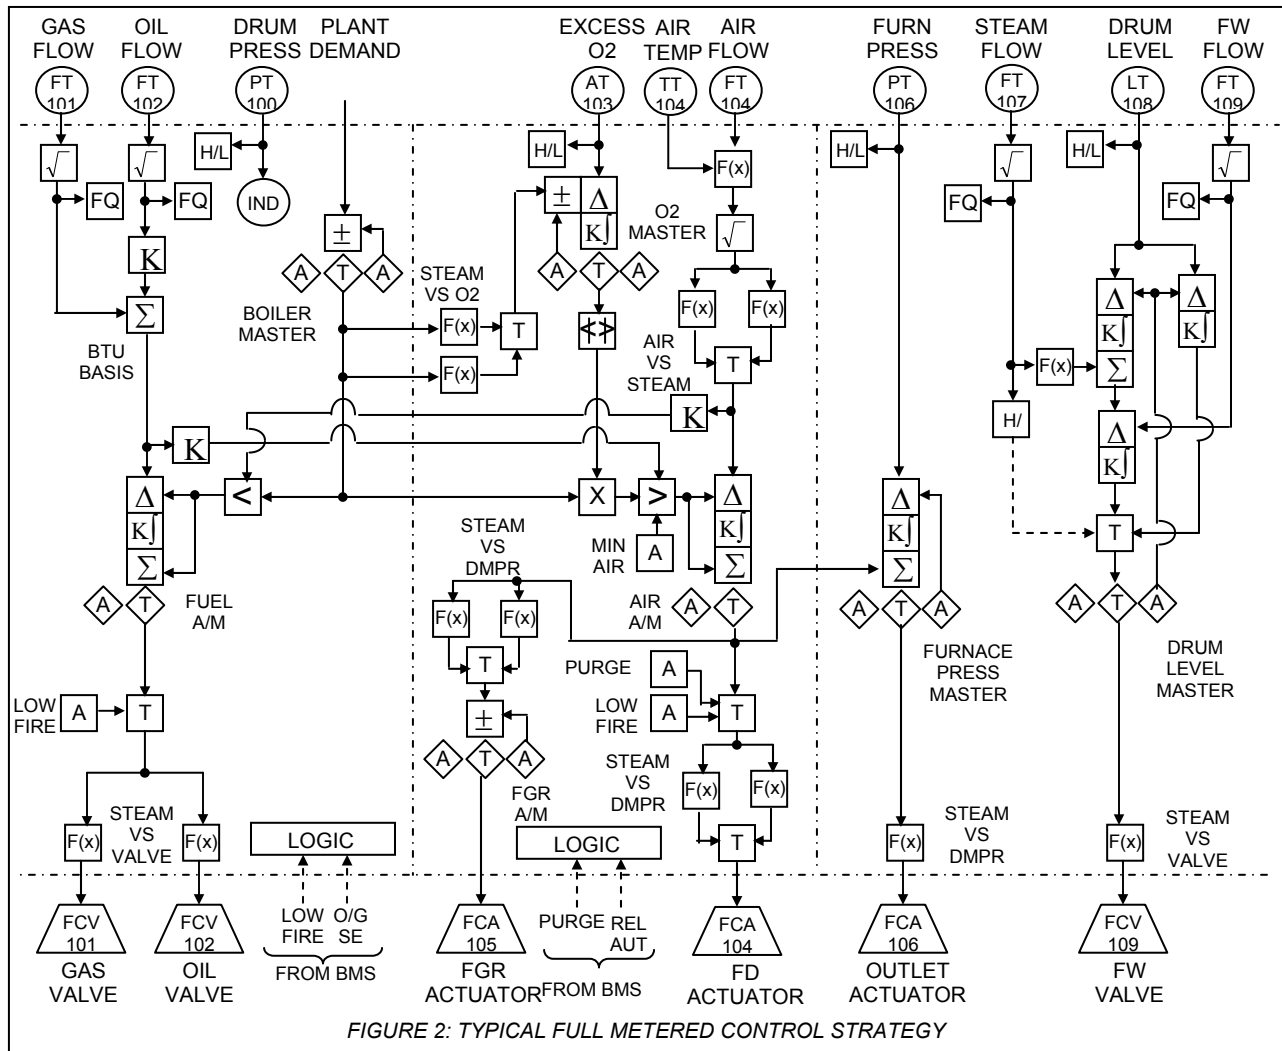 GAS FLOW
OIL FLOW
DRUM PRESS
PLANT DEMAND
EXCESS O2
AIR TEMP
AIR FLOW
FURN PRESS
STEAM FLOW
DRUM LEVEL
FW FLOW
FT 101
FT 102
PT 100
AT 103
TT 104
FT 104
PT 106
FT 107
LT 108
FT 109
H/L
H/L
H/L
H/L
√
√
F(x)
√
√
FQ
FQ
IND
±
Δ
K∫
O2 MASTER
√
FQ
K
±
A
T
A
A
T
A
STEAM VS O2
F(x)
F(x)
T
BOILER MASTER
< >
F(x)
F(x)
T
AIR VS STEAM
Σ
BTU BASIS
Δ
K∫
Σ
Δ
K∫
F(x)
H/
Δ
K∫
K
K
Δ
K∫
Σ
<
X
>
Δ
K∫
Σ
Δ
K∫
Σ
T
MIN AIR
A
STEAM VS DMPR
A
T
FUEL A/M
F(x)
F(x)
T
±
A
T
A
FGR A/M
AIR A/M
A
T
A
T
A
FURNACE PRESS MASTER
A
T
A
DRUM LEVEL MASTER
PURGE
A
LOW FIRE
A
T
LOW FIRE
A
T
STEAM VS DMPR
F(x)
F(x)
T
F(x)
STEAM VS VALVE
F(x)
LOGIC
LOGIC
F(x)
STEAM VS DMPR
F(x)
STEAM VS VALVE
FCV 101
FCV 102
LOW FIRE
O/G SE
FCA 105
PURGE
REL AUT
FCA 104
FCA 106
FCV 109
GAS VALVE
OIL VALVE
FROM BMS
FGR ACTUATOR
FROM BMS
FD ACTUATOR
OUTLET ACTUATOR
FW VALVE
FIGURE 2: TYPICAL FULL METERED CONTROL STRATEGY